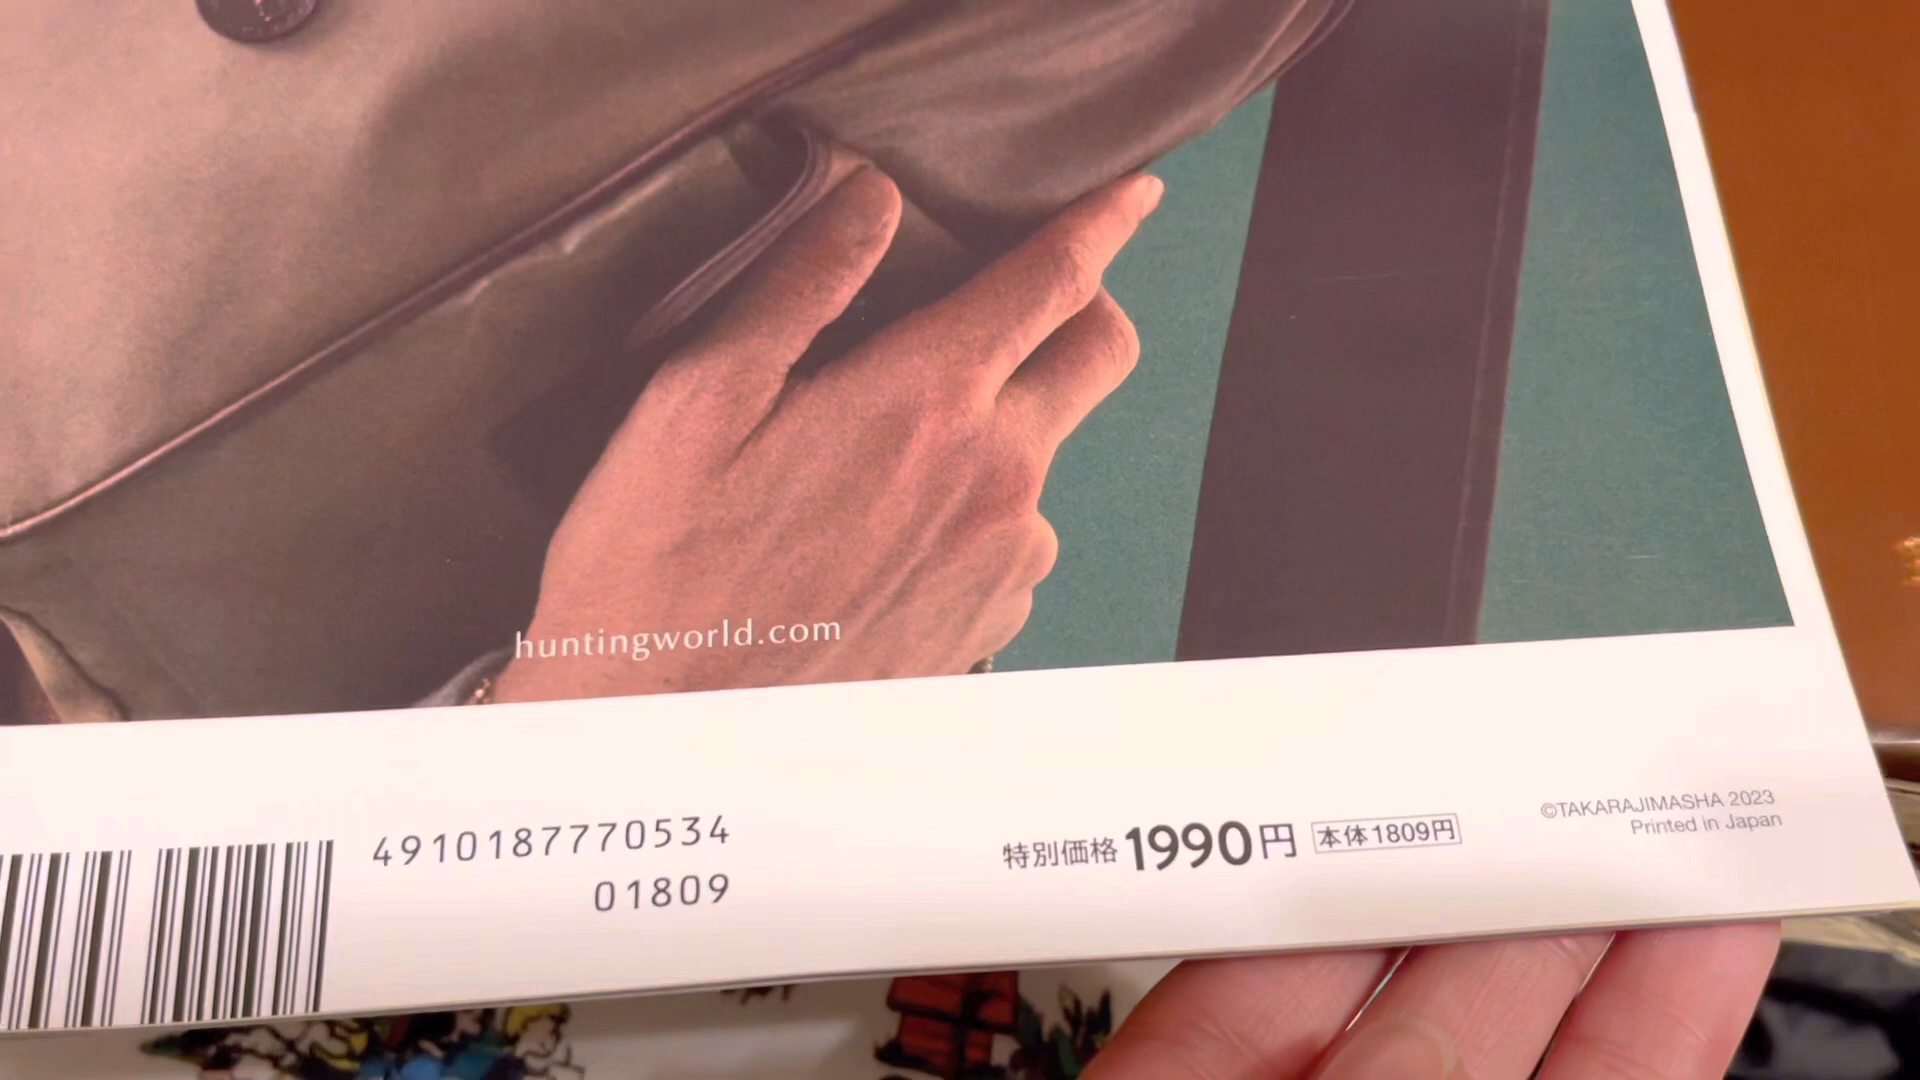 huntingworld.com
4910187770534
01809
特別価格1990円 本体1809円
©TAKARAJIMASHA 2023
Printed in Japan